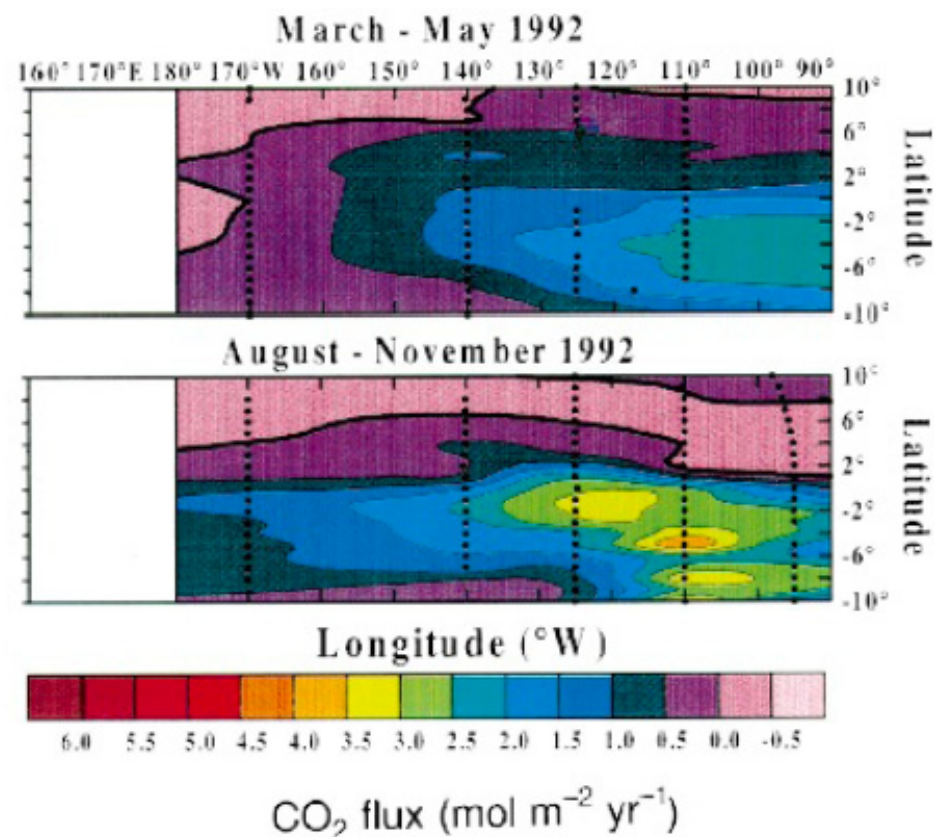 March - May 1992
160° 170°E 180° 170°W 160° 150° 140° 130° 120° 110° 100° 90°
10°
6°
2°
-2°
-6°
-10°
Latitude
August - November 1992
10°
6°
2°
-2°
-6°
-10°
Latitude
Longitude (°W)
6.0 5.5 5.0 4.5 4.0 3.5 3.0 2.5 2.0 1.5 1.0 0.5 0.0 -0.5
CO₂ flux (mol m⁻² yr⁻¹)